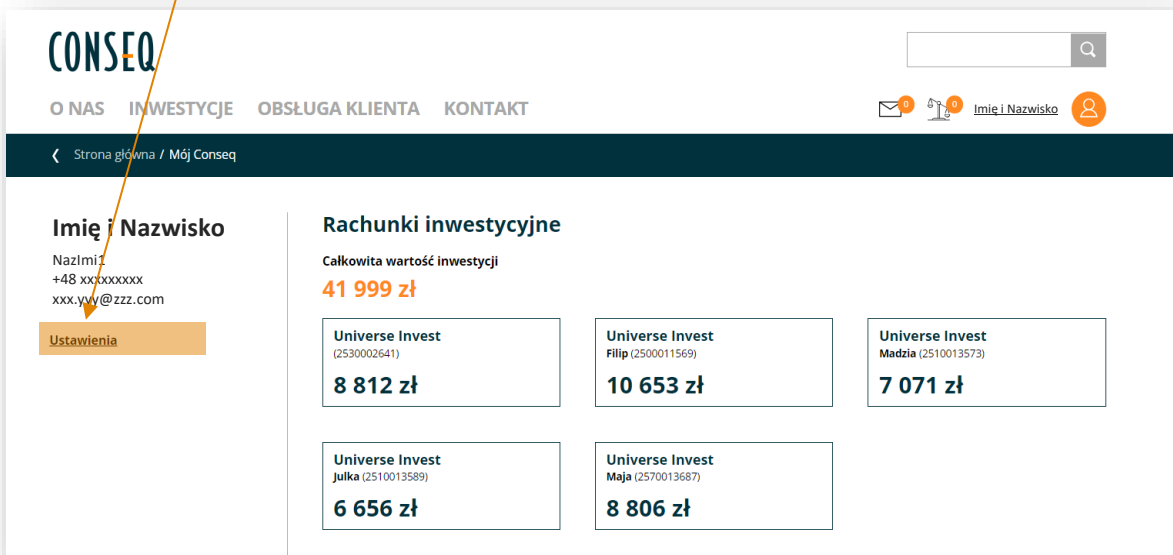 CONSEQ
O NAS INWESTYCJE OBSŁUGA KLIENTA KONTAKT
0 0 Imię i Nazwisko
❮ Strona główna / Mój Conseq
Imię i Nazwisko
NazImi1
+48 xxxxxxxxx
xxx.yyy@zzz.com
Ustawienia
Rachunki inwestycyjne
Całkowita wartość inwestycji
41 999 zł
Universe Invest
(2530002641)
8 812 zł
Universe Invest
Filip (2500011569)
10 653 zł
Universe Invest
Madzia (2510013573)
7 071 zł
Universe Invest
Julka (2510013589)
6 656 zł
Universe Invest
Maja (2570013687)
8 806 zł